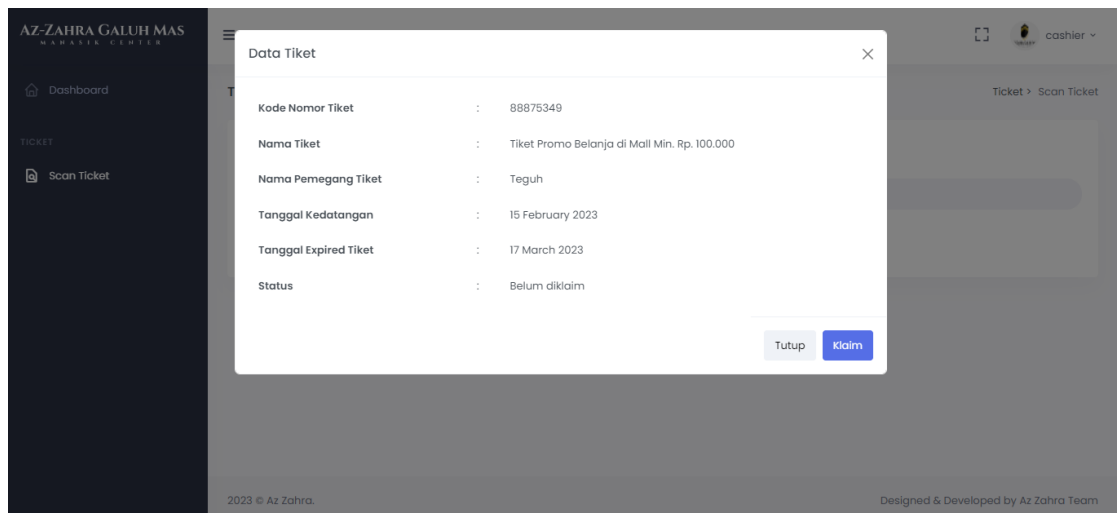 AZ-ZAHRA GALUH MAS
MANASIK CENTER
cashier
Dashboard
Ticket > Scan Ticket
TICKET
Scan Ticket
Data Tiket
Kode Nomor Tiket : 88875349
Nama Tiket : Tiket Promo Belanja di Mall Min. Rp. 100.000
Nama Pemegang Tiket : Teguh
Tanggal Kedatangan : 15 February 2023
Tanggal Expired Tiket : 17 March 2023
Status : Belum diklaim
Tutup Klaim
2023 © Az Zahra. Designed & Developed by Az Zahra Team